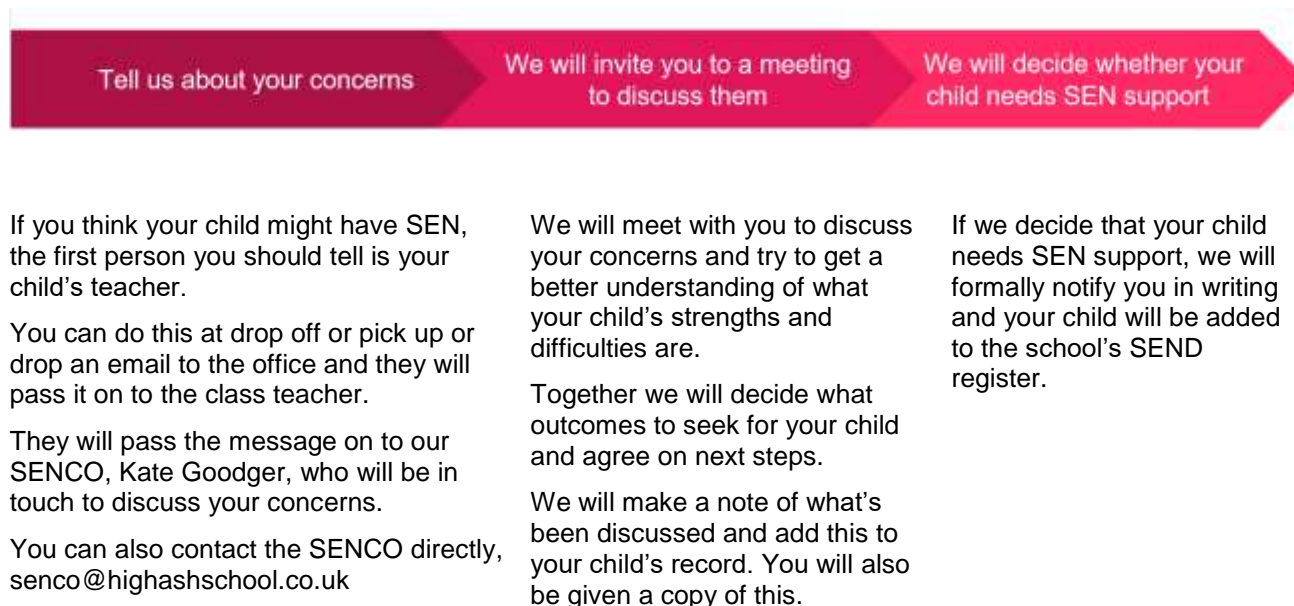 Tell us about your concerns
We will invite you to a meeting
to discuss them
We will decide whether your
child needs SEN support
If you think your child might have SEN,
the first person you should tell is your
child's teacher.
You can do this at drop off or pick up or
drop an email to the office and they will
pass it on to the class teacher.
They will pass the message on to our
SENCO, Kate Goodger, who will be in
touch to discuss your concerns.
You can also contact the SENCO directly,
senco@highashschool.co.uk
We will meet with you to discuss
your concerns and try to get a
better understanding of what
your child's strengths and
difficulties are.
Together we will decide what
outcomes to seek for your child
and agree on next steps.
We will make a note of what's
been discussed and add this to
your child's record. You will also
be given a copy of this.
If we decide that your child
needs SEN support, we will
formally notify you in writing
and your child will be added
to the school's SEND
register.